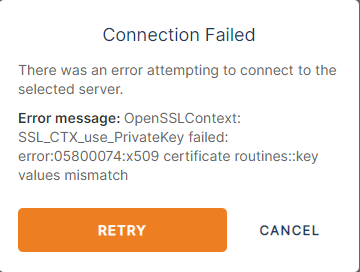 Connection Failed
There was an error attempting to connect to the
selected server.
Error message: OpenSSLContext:
SSL_CTX_use_PrivateKey failed:
error:05800074:x509 certificate routines::key
values mismatch
RETRY
CANCEL